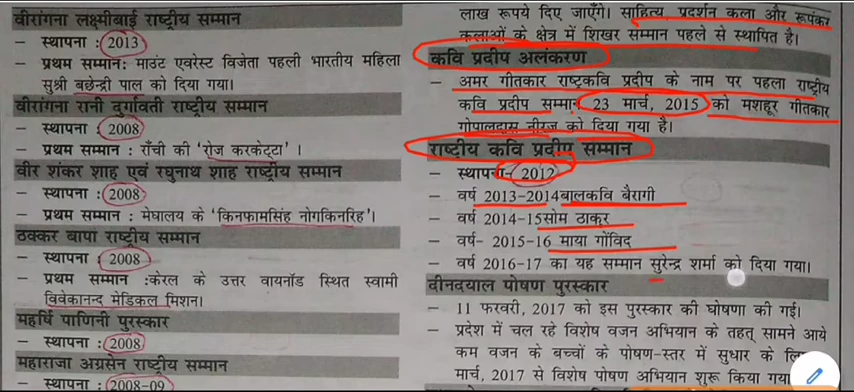 वीरांगना लक्ष्मीबाई राष्ट्रीय सम्मान
– स्थापना : 2013
– प्रथम सम्मान: माउंट एवरेस्ट विजेता पहली भारतीय महिला
सुश्री बछेन्द्री पाल को दिया गया।
वीरांगना रानी दुर्गावती राष्ट्रीय सम्मान
– स्थापना : 2008
– प्रथम सम्मान : राँची की 'रोज करकेट्टा' ।
वीर शंकर शाह एवं रघुनाथ शाह राष्ट्रीय सम्मान
– स्थापना : 2008
– प्रथम सम्मान : मेघालय के 'किनफामसिंह नोगकिनरिह'।
ठक्कर बापा राष्ट्रीय सम्मान
– स्थापना : 2008
– प्रथम सम्मान :केरल के उत्तर वायनॉड स्थित स्वामी
विवेकानन्द मेडिकल मिशन।
महर्षि पाणिनी पुरस्कार
– स्थापना : 2008
महाराजा अग्रसेन राष्ट्रीय सम्मान
– स्थापना : 2008-09
लाख रूपये दिए जाएँगे। साहित्य, प्रदर्शन कला और रूपंकर
कलाओं के क्षेत्र में शिखर सम्मान पहले से स्थापित है।
कवि प्रदीप अलंकरण
– अमर गीतकार राष्ट्रकवि प्रदीप के नाम पर पहला राष्ट्रीय
कवि प्रदीप सम्मान 23 मार्च, 2015 को मशहूर गीतकार
गोपालदास नीरज को दिया गया है।
राष्ट्रीय कवि प्रदीप सम्मान
– स्थापना- 2012
– वर्ष 2013-2014बालकवि बैरागी
– वर्ष 2014-15सोम ठाकुर
– वर्ष- 2015-16 माया गोंविद
– वर्ष 2016-17 का यह सम्मान सुरेन्द्र शर्मा को दिया गया।
दीनदयाल पोषण पुरस्कार
– 11 फरवरी, 2017 को इस पुरस्कार की घोषणा की गई।
– प्रदेश में चल रहे विशेष वजन अभियान के तहत् सामने आये
कम वजन के बच्चों के पोषण-स्तर में सुधार के
मार्च, 2017 से विशेष पोषण अभियान शुरू किया